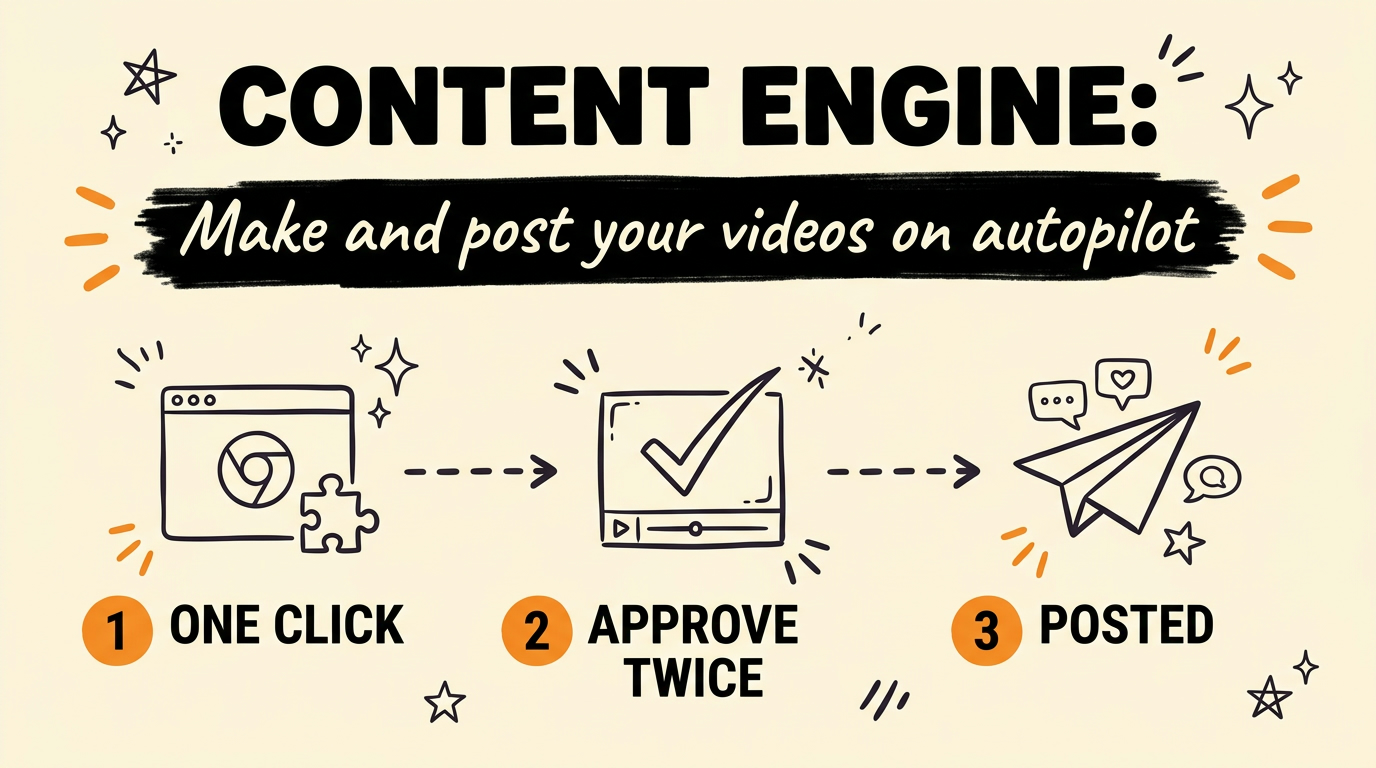 CONTENT ENGINE:
Make and post your videos on autopilot
1 ONE CLICK
2 APPROVE
TWICE
3 POSTED